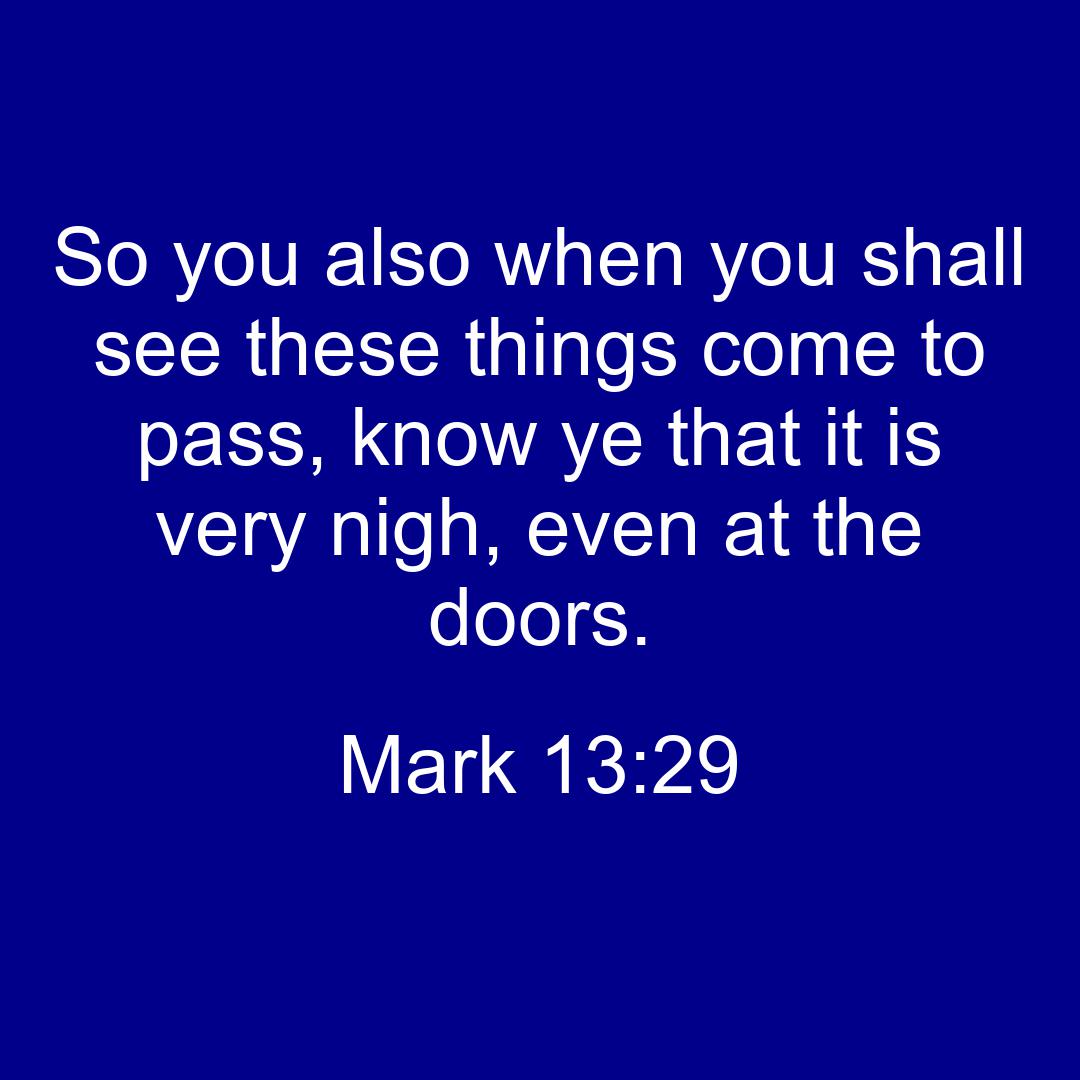 So you also when you shall
see these things come to
pass, know ye that it is
very nigh, even at the
doors.
Mark 13:29